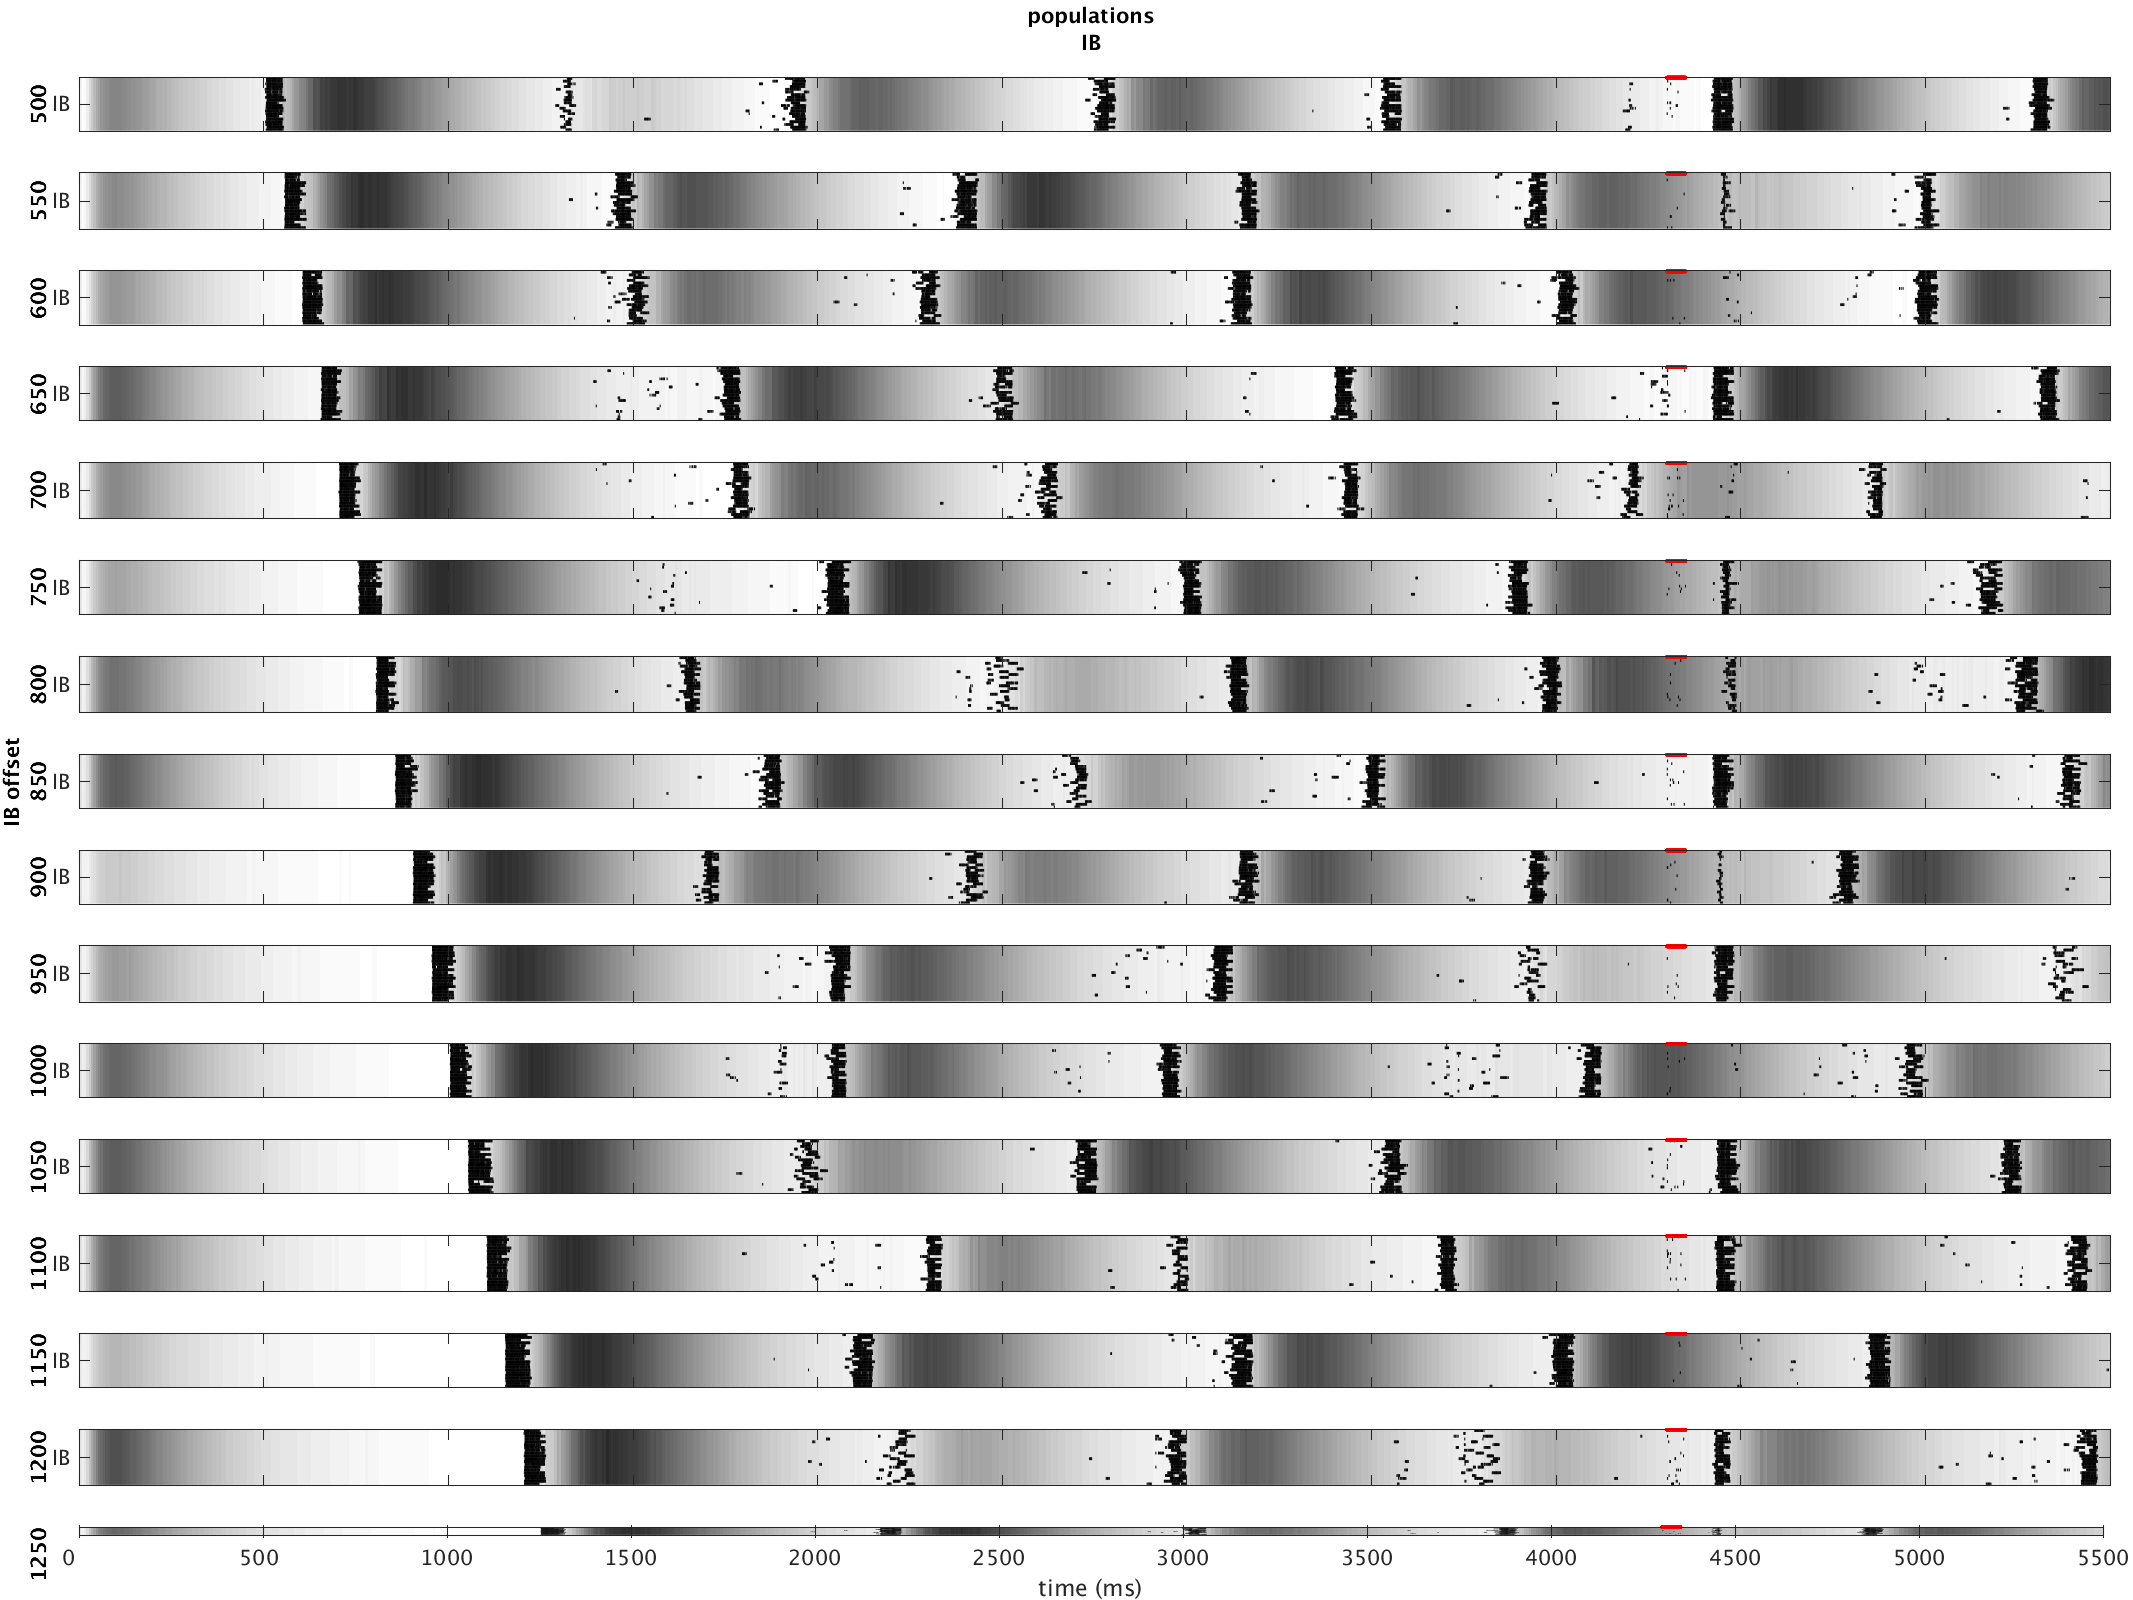 populations
IB
IB offset
500 IB
550 IB
600 IB
650 IB
700 IB
750 IB
800 IB
850 IB
900 IB
950 IB
1000 IB
1050 IB
1100 IB
1150 IB
1200 IB
1250
0 500 1000 1500 2000 2500 3000 3500 4000 4500 5000 5500
time (ms)